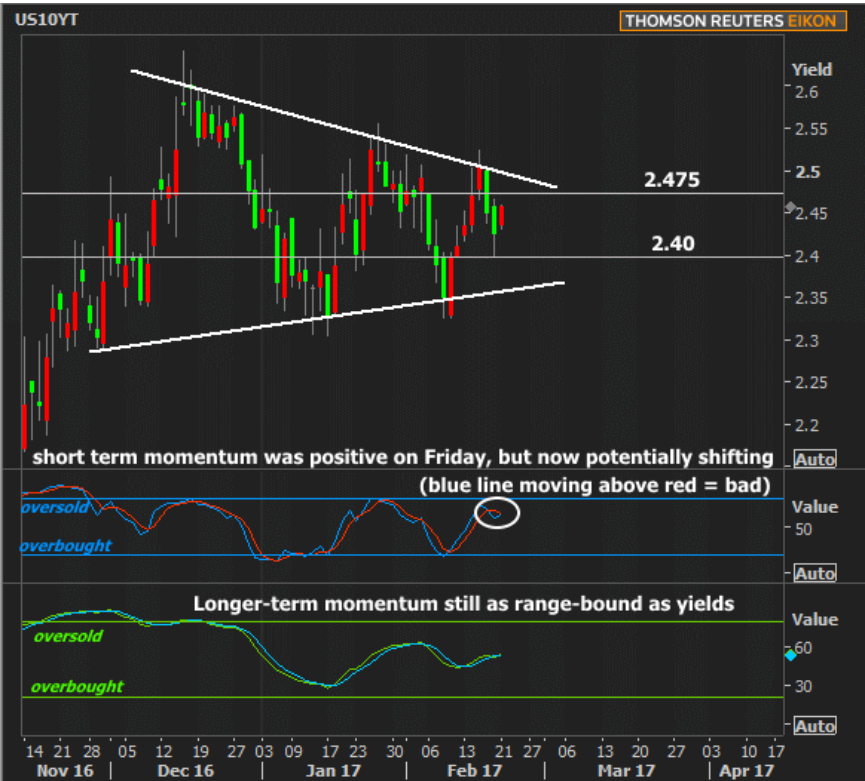 US10YT
THOMSON REUTERS EIKON
Yield
2.6
2.55
2.5
2.475
2.45
2.40
2.4
2.35
2.3
2.25
2.2
short term momentum was positive on Friday, but now potentially shifting
Auto
(blue line moving above red = bad)
oversold
Value
50
overbought
Auto
Longer-term momentum still as range-bound as yields
Value
oversold
60
overbought
30
Auto
14 21 28 05 12 19 27 03 09 17 23 30 06 13 21 27 06 13 20 27 03 10 17
Nov 16 Dec 16 Jan 17 Feb 17 Mar 17 Apr 17